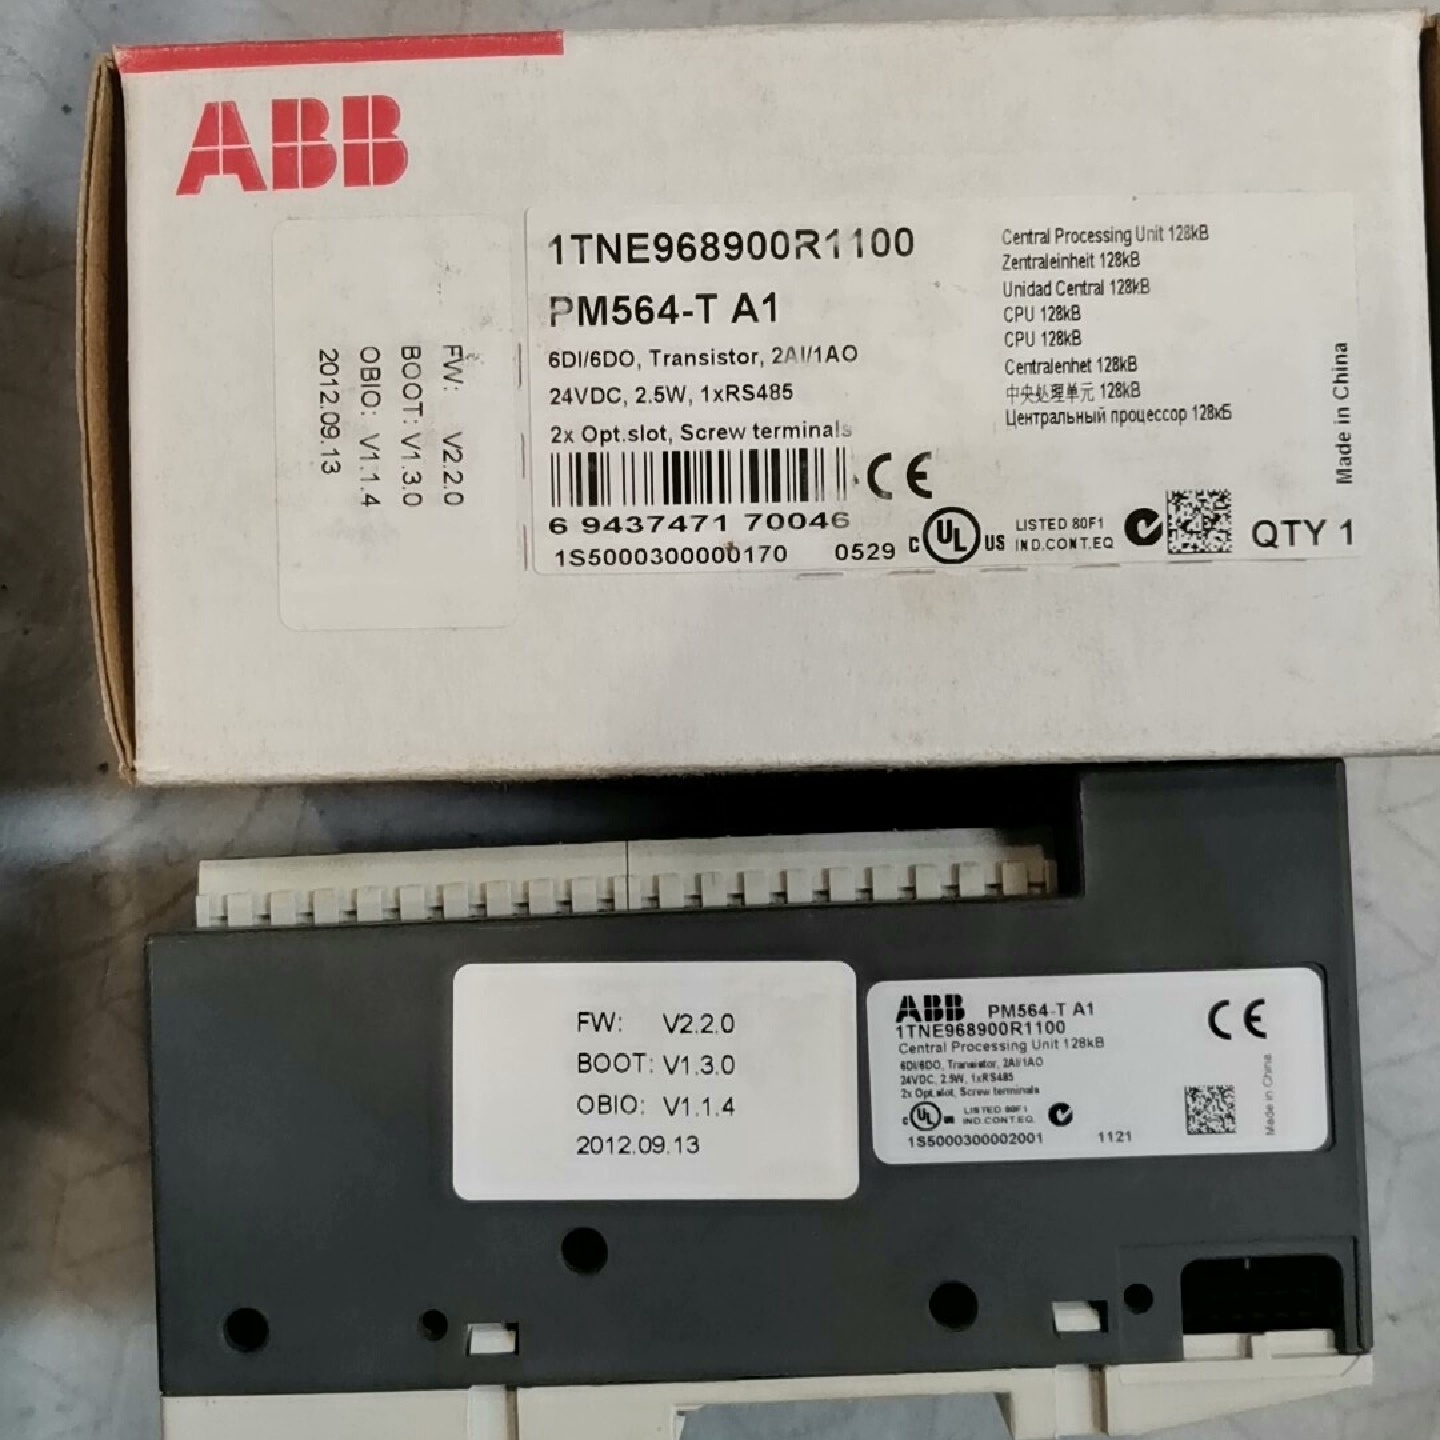 ABB
1TNE968900R1100
PM564-T A1
6DI/6DO, Transistor, 2AI/1AO
24VDC, 2.5W, 1xRS485
2x Opt.slot, Screw terminals
CE
6 9437471 70046
1S5000300000170 0529
C UL US LISTED 80F1
IND.CONT.EQ
QTY 1
Central Processing Unit 128kB
Zentraleinheit 128kB
Unidad Central 128kB
CPU 128kB
CPU 128kB
Centralenhet 128kB
中央处理单元 128kB
Центральный процессор 128кБ
Made in China
FW: V2.2.0
BOOT: V1.3.0
OBIO: V1.1.4
2012.09.13
FW: V2.2.0
BOOT: V1.3.0
OBIO: V1.1.4
2012.09.13
ABB PM564-T A1
1TNE968900R1100
Central Processing Unit 128kB
6DI/6DO, Transistor, 2AI/1AO
24VDC, 2.5W, 1xRS485
2x Opt.slot, Screw terminals
C UL US LISTED 80F1
IND.CONT.EQ.
1S5000300002001 1121
CE
Made in China